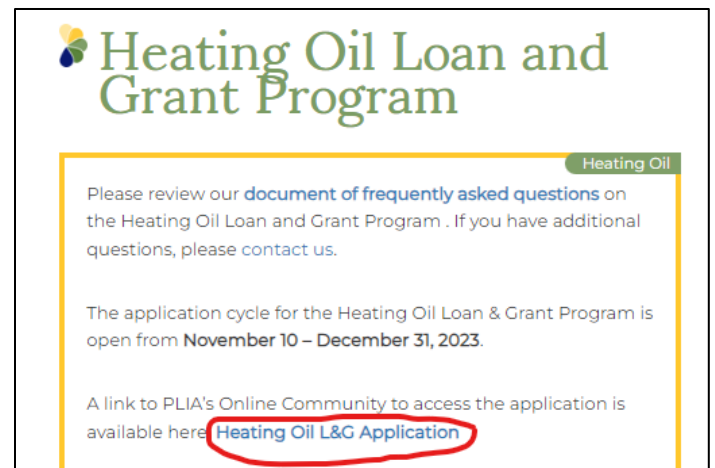 Heating Oil Loan and
Grant Program
Heating Oil
Please review our document of frequently asked questions on
the Heating Oil Loan and Grant Program . If you have additional
questions, please contact us.
The application cycle for the Heating Oil Loan & Grant Program is
open from November 10 – December 31, 2023.
A link to PLIA's Online Community to access the application is
available here Heating Oil L&G Application